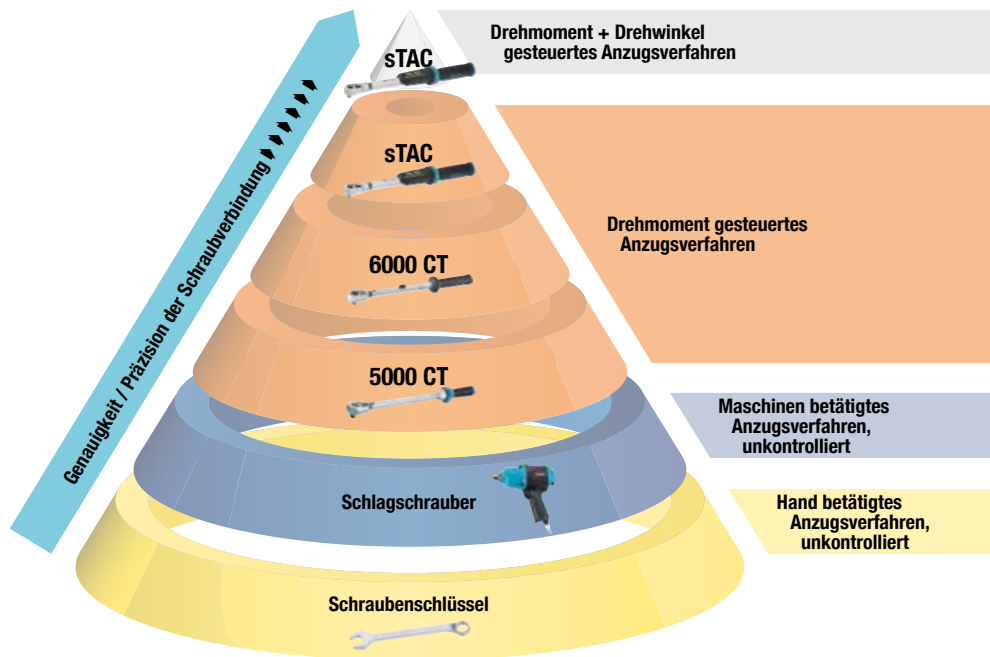 Drehmoment + Drehwinkel
gesteuertes Anzugsverfahren
sTAC
sTAC
Genauigkeit / Präzision der Schraubverbindung
Drehmoment gesteuertes
Anzugsverfahren
6000 CT
5000 CT
Maschinen betätigtes
Anzugsverfahren,
unkontrolliert
Schlagschrauber
Hand betätigtes
Anzugsverfahren,
unkontrolliert
Schraubenschlüssel